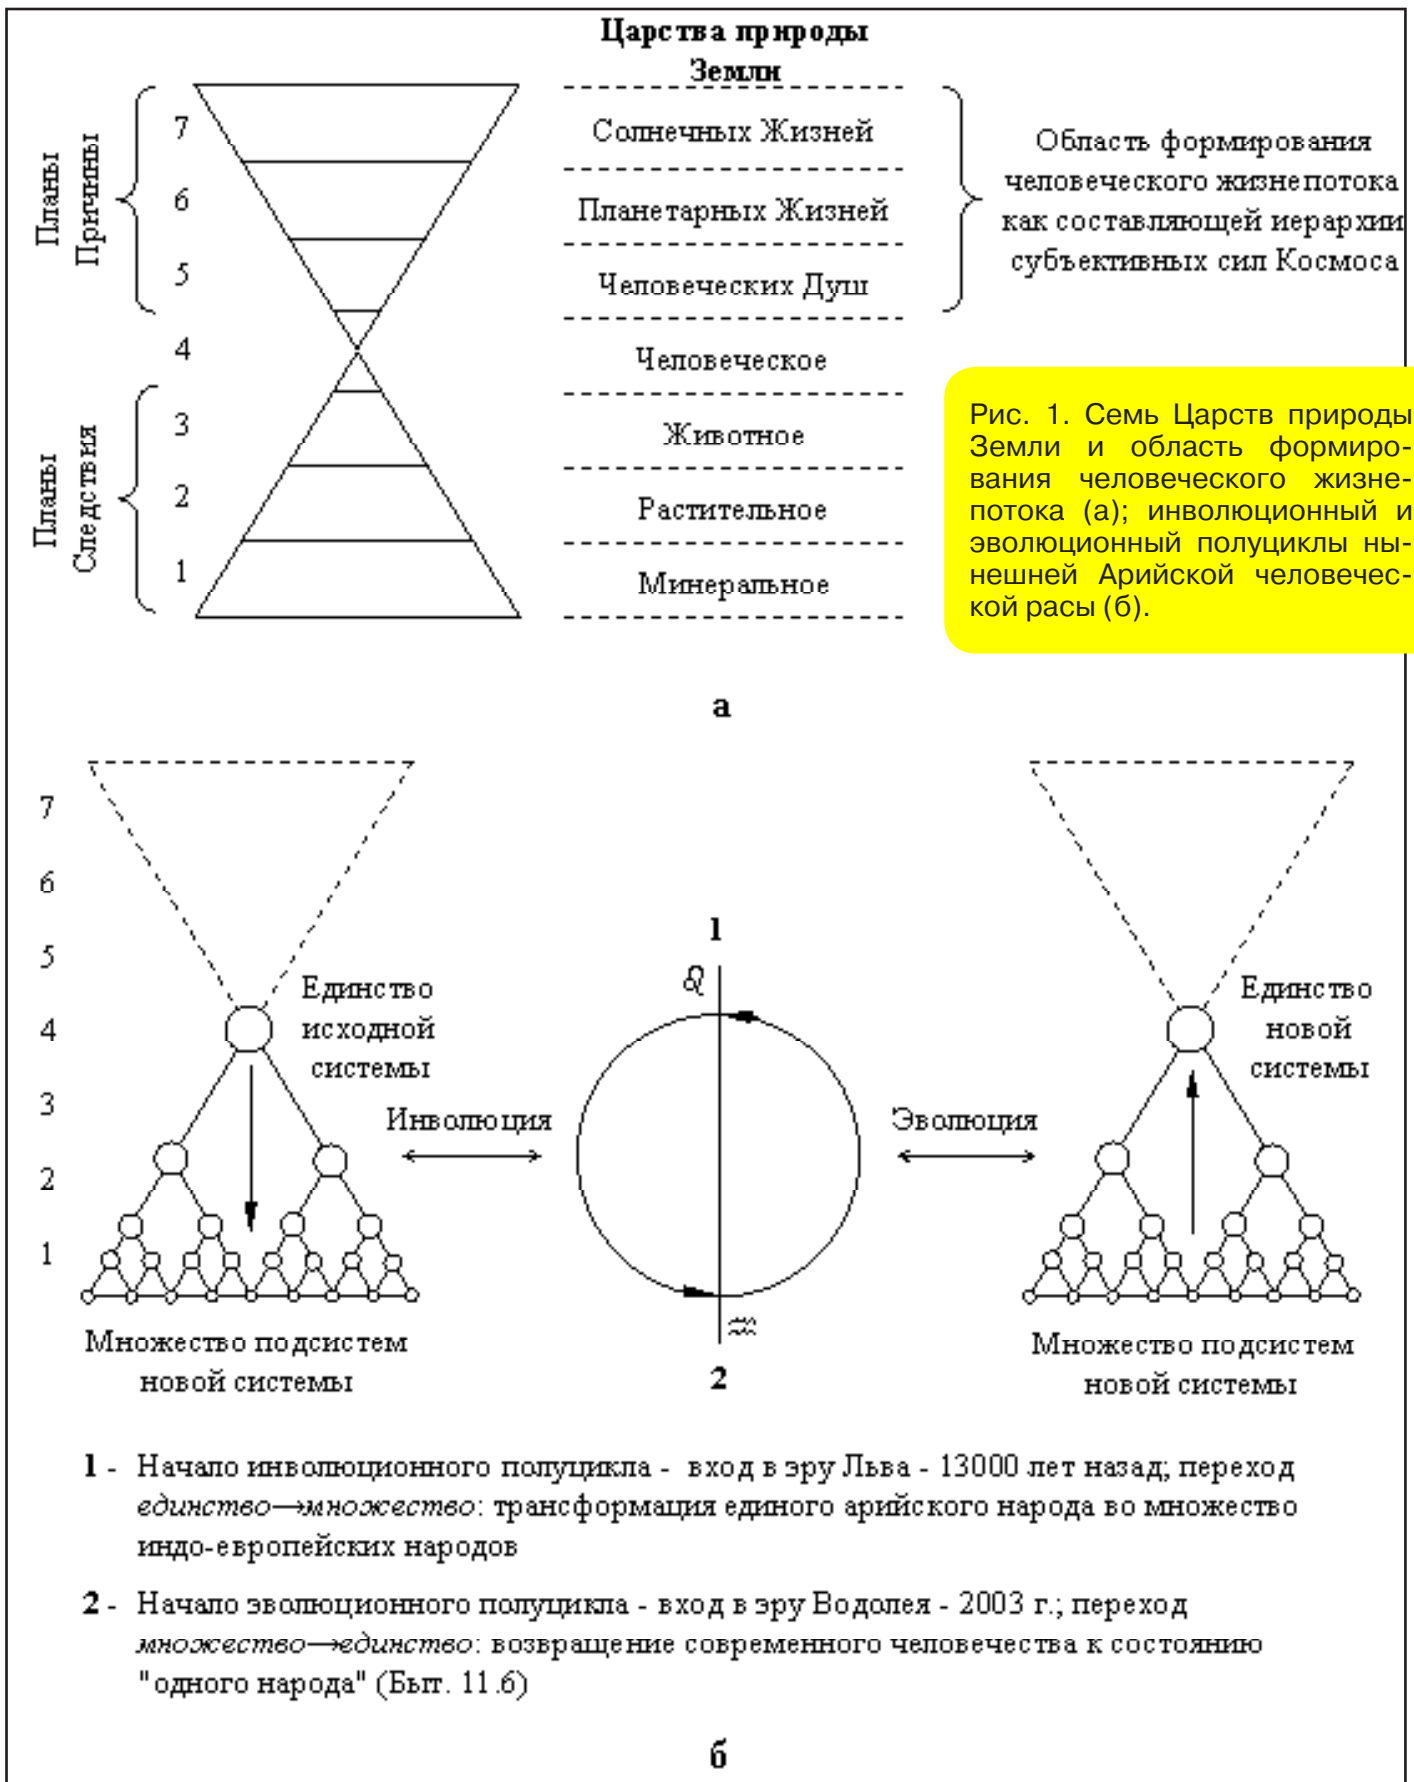 Царства природы
Земли
Планы
Причины
7
Солнечных Жизней
6
Планетарных Жизней
5
Человеческих Душ
Область формирования
человеческого жизнепотока
как составляющей иерархии
субъективных сил Космоса
4
Человеческое
Планы
Следствия
3
Животное
2
Растительное
1
Минеральное
Рис. 1. Семь Царств природы
Земли и область формиро-
вания человеческого жизне-
потока (а); инволюционный и
эволюционный полуциклы ны-
нешней Арийской человечес-
кой расы (б).
а
7
6
5
4
3
2
1
Единство
исходной
системы
Инволюция
Множество подсистем
новой системы
1
♌
♒
2
Эволюция
Единство
новой
системы
Множество подсистем
новой системы
1 - Начало инволюционного полуцикла - вход в эру Льва - 13000 лет назад; переход
единство→множество: трансформация единого арийского народа во множество
индо-европейских народов
2 - Начало эволюционного полуцикла - вход в эру Водолея - 2003 г.; переход
множество→единство: возвращение современного человечества к состоянию
"одного народа" (Быт. 11.6)
б